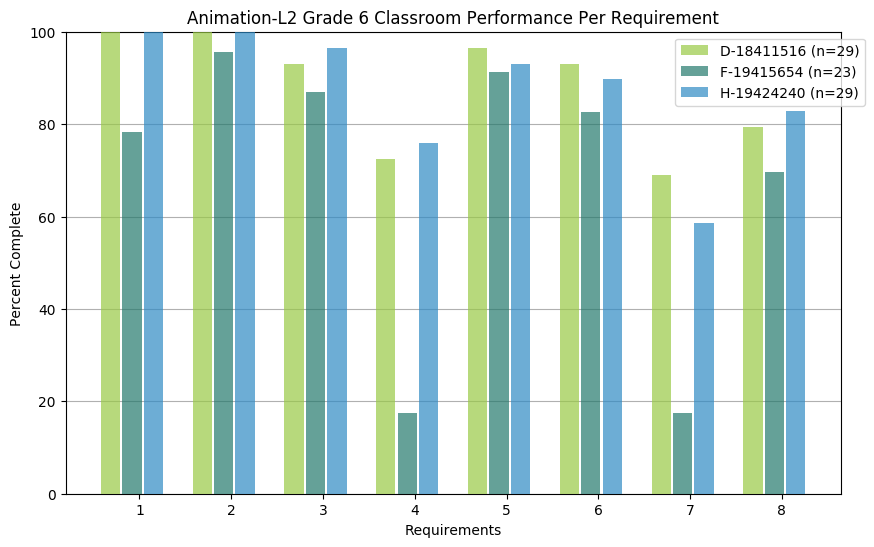 Animation-L2 Grade 6 Classroom Performance Per Requirement
D-18411516 (n=29)
F-19415654 (n=23)
H-19424240 (n=29)
Percent Complete
100
80
60
40
20
0
1 2 3 4 5 6 7 8
Requirements